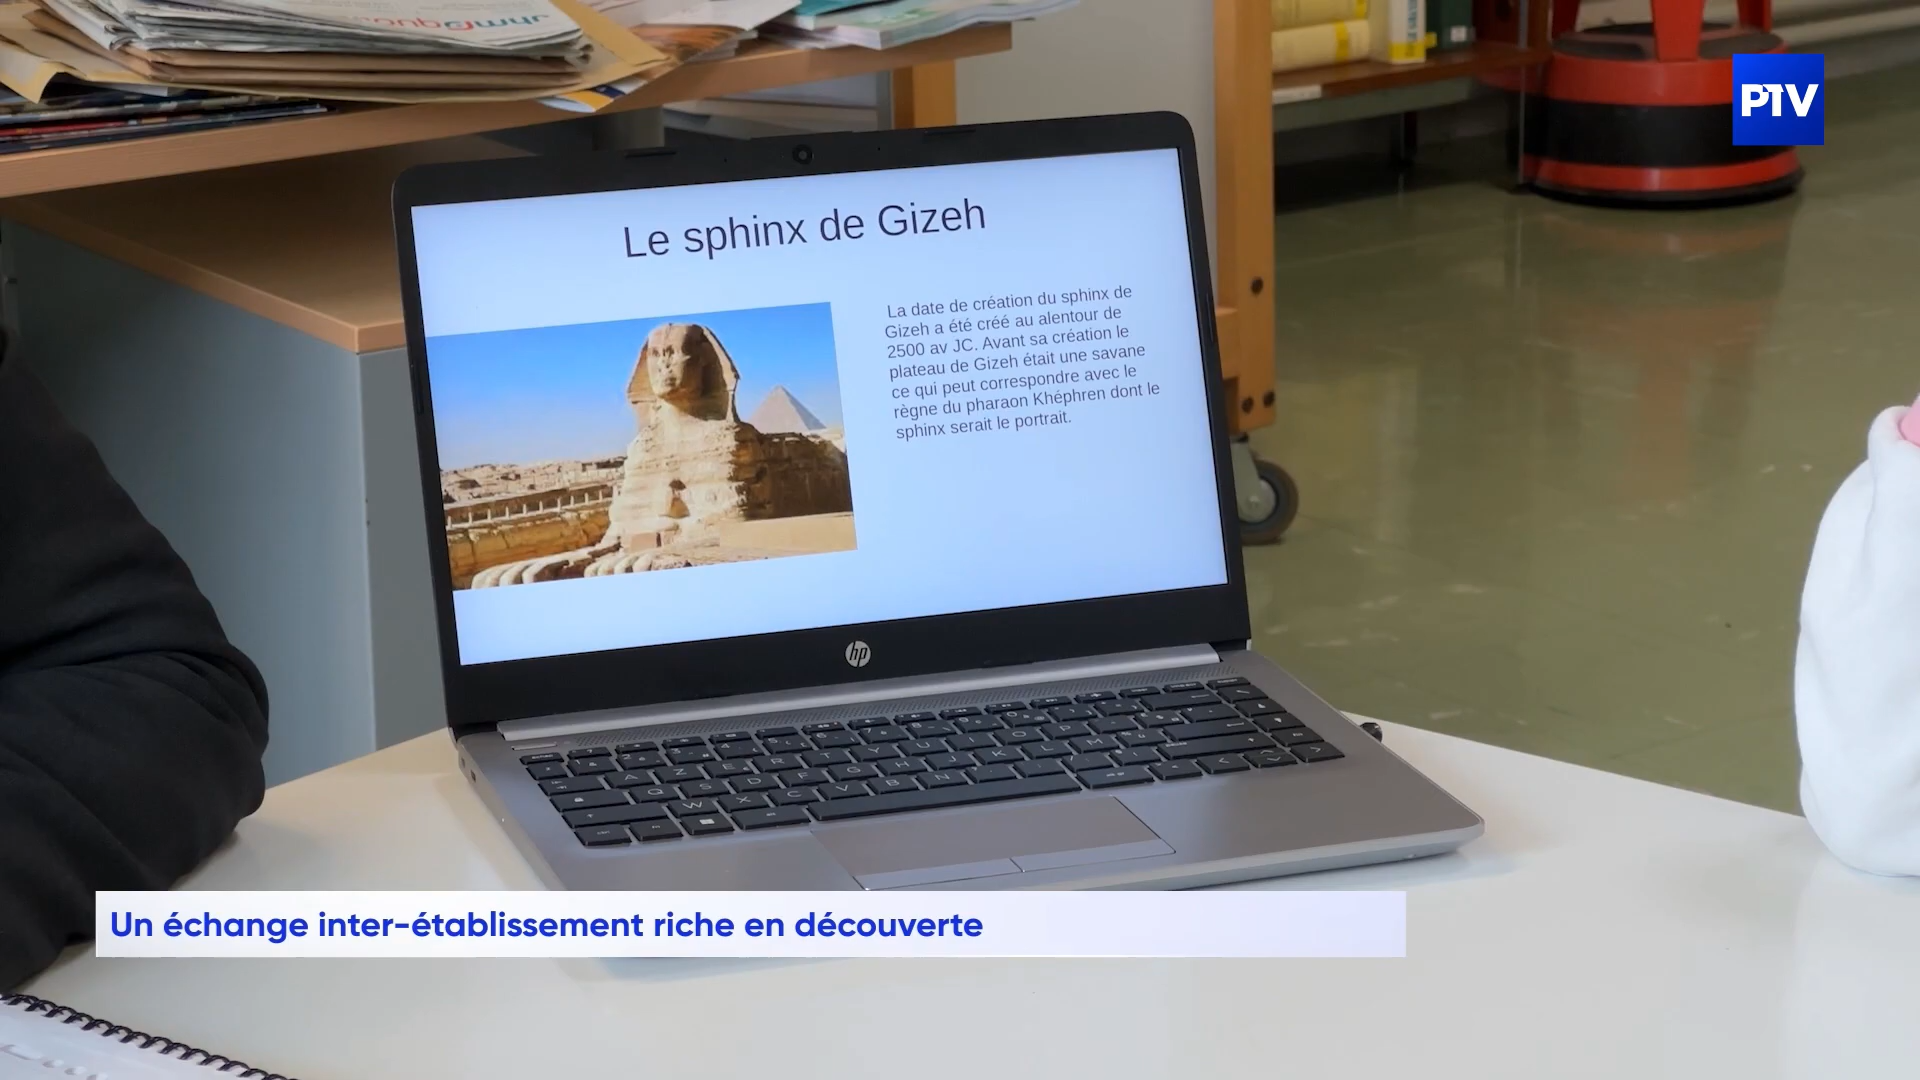 PTV
Le sphinx de Gizeh
La date de création du sphinx de
Gizeh a été créé au alentour de
2500 av JC. Avant sa création le
plateau de Gizeh était une savane
ce qui peut correspondre avec le
règne du pharaon Khéphren dont le
sphinx serait le portrait.
hp
A Z E R T Y U I O P
Q S D F G H J K L M
W X C V B N
Un échange inter-établissement riche en découverte